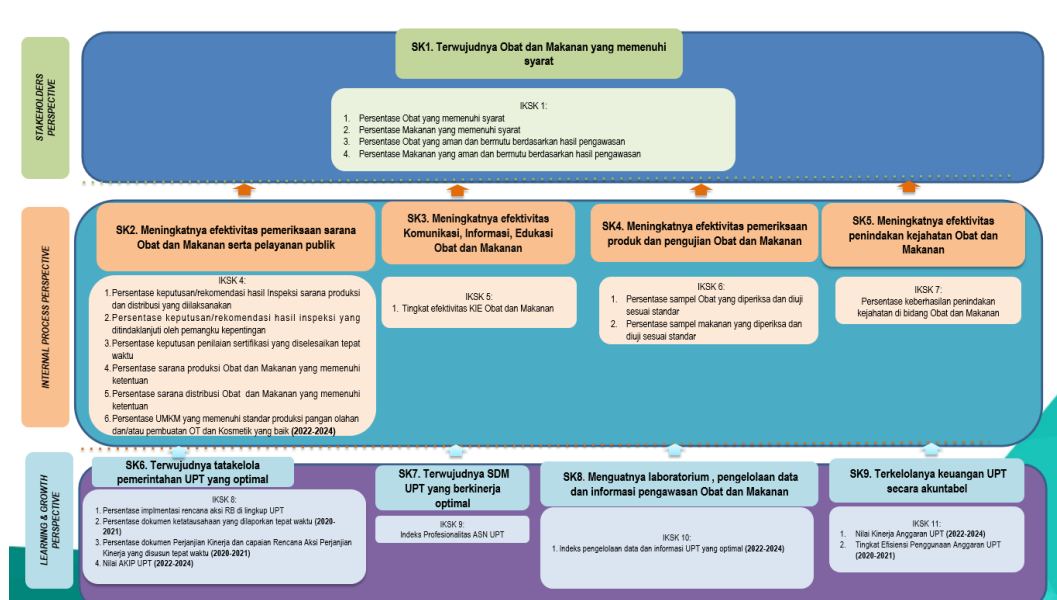 STAKEHOLDERS
PERSPECTIVE
SK1. Terwujudnya Obat dan Makanan yang memenuhi
syarat
IKSK 1:
1. Persentase Obat yang memenuhi syarat
2. Persentase Makanan yang memenuhi syarat
3. Persentase Obat yang aman dan bermutu berdasarkan hasil pengawasan
4. Persentase Makanan yang aman dan bermutu berdasarkan hasil pengawasan
INTERNAL PROCESS PERSPECTIVE
SK2. Meningkatnya efektivitas pemeriksaan sarana
Obat dan Makanan serta pelayanan publik
IKSK 4:
1.Persentase keputusan/rekomendasi hasil Inspeksi sarana produksi
dan distribusi yang diilaksanakan
2.Persentase keputusan/rekomendasi hasil inspeksi yang
ditindaklanjuti oleh pemangku kepentingan
3.Persentase keputusan penilaian sertifikasi yang diselesaikan tepat
waktu
4.Persentase sarana produksi Obat dan Makanan yang memenuhi
ketentuan
5.Persentase sarana distribusi Obat dan Makanan yang memenuhi
ketentuan
6.Persentase UMKM yang memenuhi standar produksi pangan olahan
dan/atau pembuatan OT dan Kosmetik yang baik (2022-2024)
SK3. Meningkatnya efektivitas
Komunikasi, Informasi, Edukasi
Obat dan Makanan
IKSK 5:
1. Tingkat efektivitas KIE Obat dan Makanan
SK4. Meningkatnya efektivitas pemeriksaan
produk dan pengujian Obat dan Makanan
IKSK 6:
1. Persentase sampel Obat yang diperiksa dan diuji
sesuai standar
2. Persentase sampel makanan yang diperiksa dan
diuji sesuai standar
SK5. Meningkatnya efektivitas
penindakan kejahatan Obat dan
Makanan
IKSK 7:
Persentase keberhasilan penindakan
kejahatan di bidang Obat dan Makanan
LEARNING & GROWTH
PERSPECTIVE
SK6. Terwujudnya tatakelola
pemerintahan UPT yang optimal
IKSK 8:
1. Persentase implmentasi rencana aksi RB di lingkup UPT
2. Persentase dokumen ketatausahaan yang dilaporkan tepat waktu (2020-
2021)
3. Persentase dokumen Perjanjian Kinerja dan capaian Rencana Aksi Perjanjian
Kinerja yang disusun tepat waktu (2020-2021)
4. Nilai AKIP UPT (2022-2024)
SK7. Terwujudnya SDM
UPT yang berkinerja
optimal
IKSK 9:
Indeks Profesionalitas ASN UPT
SK8. Menguatnya laboratorium , pengelolaan data
dan informasi pengawasan Obat dan Makanan
IKSK 10:
1. Indeks pengelolaan data dan informasi UPT yang optimal (2022-2024)
SK9. Terkelolanya keuangan UPT
secara akuntabel
IKSK 11:
1. Nilai Kinerja Anggaran UPT (2022-2024)
2. Tingkat Efisiensi Penggunaan Anggaran UPT
(2020-2021)